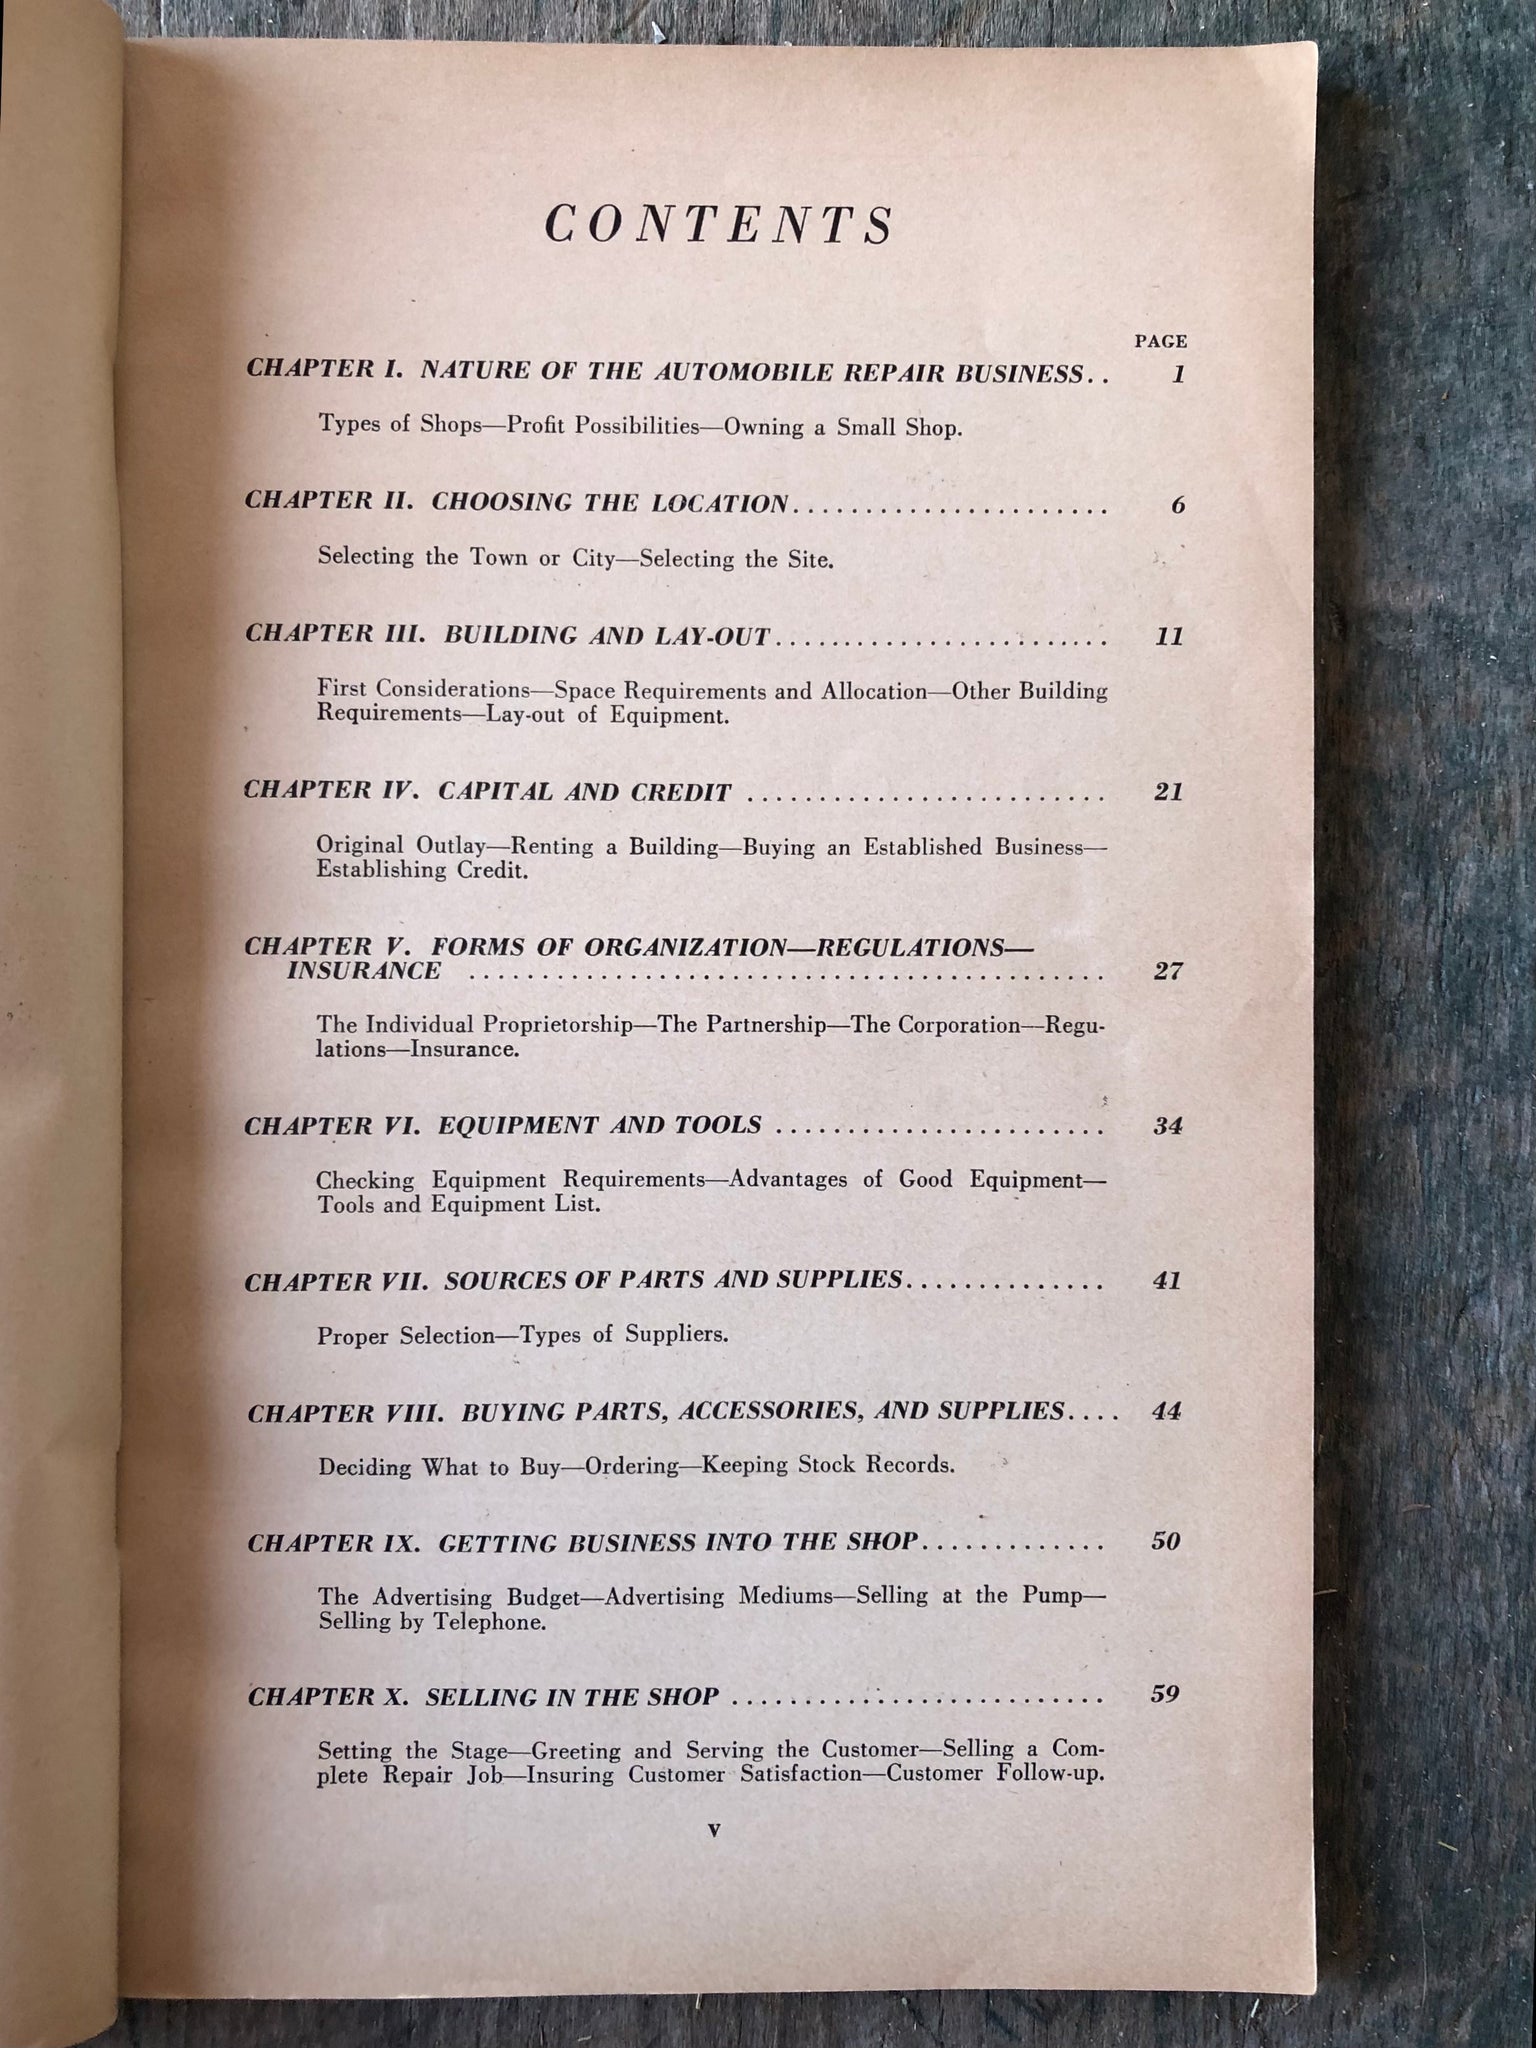 CONTENTS
PAGE
CHAPTER I. NATURE OF THE AUTOMOBILE REPAIR BUSINESS.. 1
Types of Shops—Profit Possibilities—Owning a Small Shop.
CHAPTER II. CHOOSING THE LOCATION...................... 6
Selecting the Town or City—Selecting the Site.
CHAPTER III. BUILDING AND LAY-OUT....................... 11
First Considerations—Space Requirements and Allocation—Other Building
Requirements—Lay-out of Equipment.
CHAPTER IV. CAPITAL AND CREDIT ......................... 21
Original Outlay—Renting a Building—Buying an Established Business—
Establishing Credit.
CHAPTER V. FORMS OF ORGANIZATION—REGULATIONS—
INSURANCE ............................................ 27
The Individual Proprietorship—The Partnership—The Corporation—Regu-
lations—Insurance.
CHAPTER VI. EQUIPMENT AND TOOLS ....................... 34
Checking Equipment Requirements—Advantages of Good Equipment—
Tools and Equipment List.
CHAPTER VII. SOURCES OF PARTS AND SUPPLIES.............. 41
Proper Selection—Types of Suppliers.
CHAPTER VIII. BUYING PARTS, ACCESSORIES, AND SUPPLIES.... 44
Deciding What to Buy—Ordering—Keeping Stock Records.
CHAPTER IX. GETTING BUSINESS INTO THE SHOP............. 50
The Advertising Budget—Advertising Mediums—Selling at the Pump—
Selling by Telephone.
CHAPTER X. SELLING IN THE SHOP .......................... 59
Setting the Stage—Greeting and Serving the Customer—Selling a Com-
plete Repair Job—Insuring Customer Satisfaction—Customer Follow-up.
v